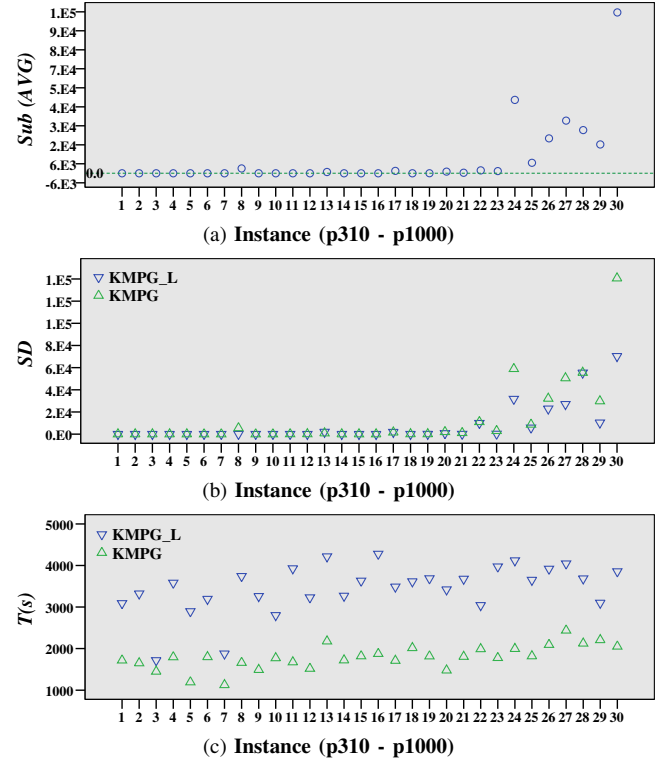 Sub (AVG)
1.E5
9.E4
7.E4
6.E4
4.E4
3.E4
2.E4
6.E3
-6.E3
0.0
1 2 3 4 5 6 7 8 9 10 11 12 13 14 15 16 17 18 19 20 21 22 23 24 25 26 27 28 29 30
(a) Instance (p310 - p1000)
SD
1.E5
1.E5
1.E5
8.E4
6.E4
4.E4
2.E4
0.E0
KMPG_L
KMPG
1 2 3 4 5 6 7 8 9 10 11 12 13 14 15 16 17 18 19 20 21 22 23 24 25 26 27 28 29 30
(b) Instance (p310 - p1000)
T(s)
5000
4000
3000
2000
1000
KMPG_L
KMPG
1 2 3 4 5 6 7 8 9 10 11 12 13 14 15 16 17 18 19 20 21 22 23 24 25 26 27 28 29 30
(c) Instance (p310 - p1000)